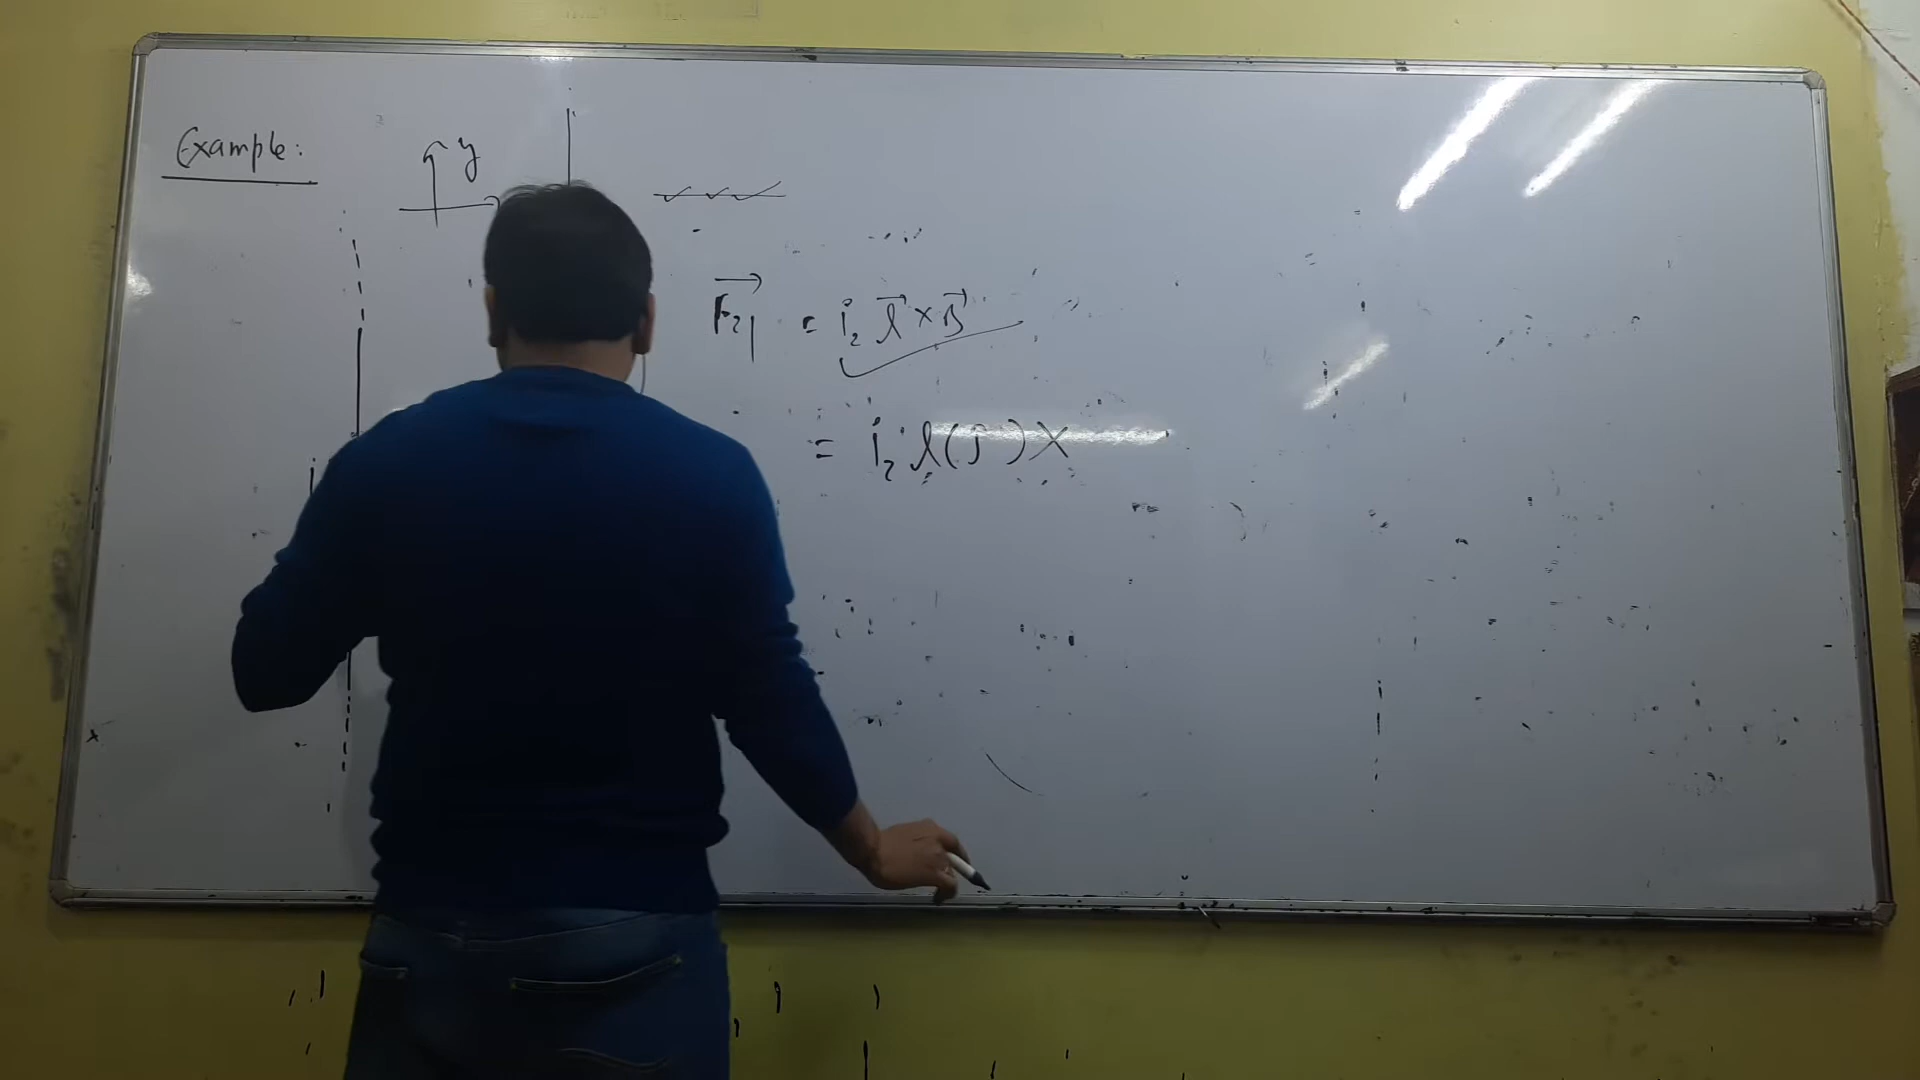 Example:
y
F₂₁ = i₂ l × B
= i₂ l (j) ×
i